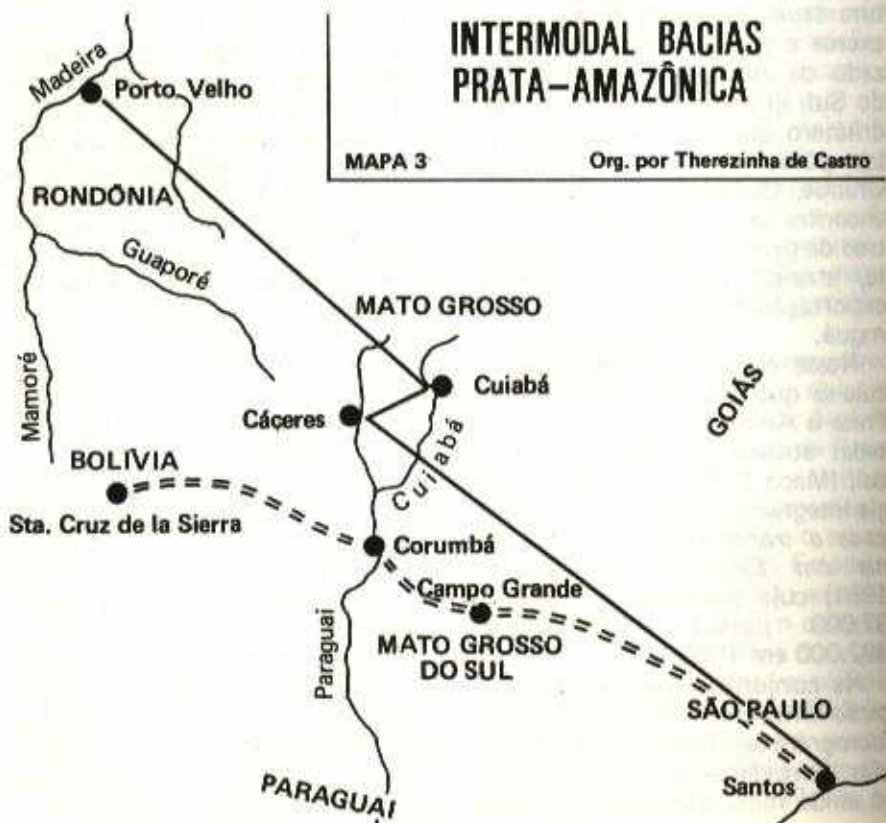 INTERMODAL BACIAS
PRATA–AMAZÔNICA
MAPA 3
Org. por Therezinha de Castro
Madeira
Porto Velho
RONDÔNIA
Guaporé
Mamoré
MATO GROSSO
Cuiabá
Cáceres
Cuiabá
GOIÁS
BOLÍVIA
Sta. Cruz de la Sierra
Corumbá
Campo Grande
MATO GROSSO
DO SUL
Paraguai
SÃO PAULO
Santos
PARAGUAI